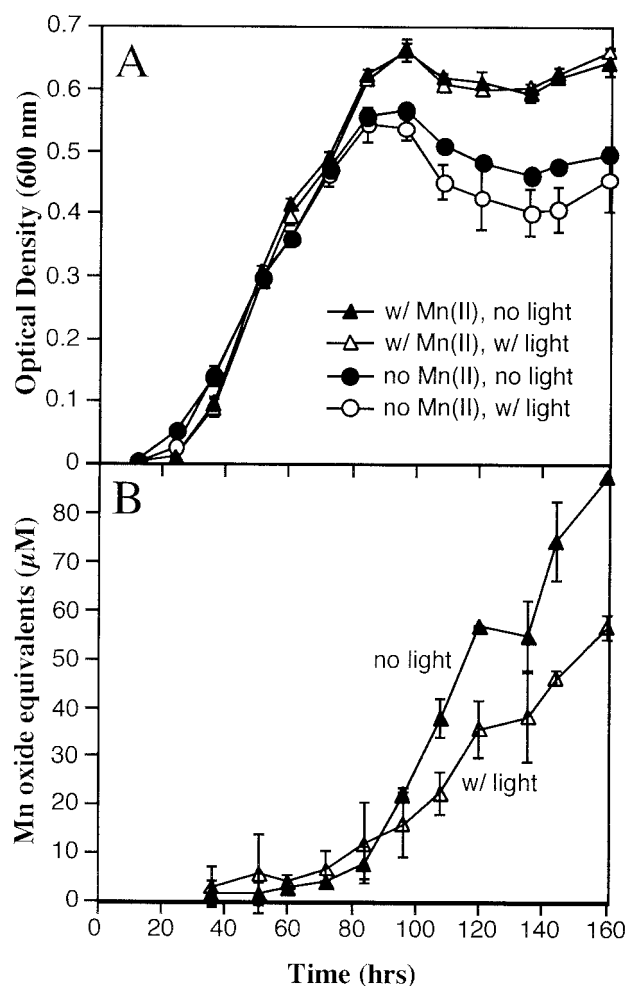 A
0.7
0.6
0.5
0.4
0.3
0.2
0.1
0
Optical Density (600 nm)
w/ Mn(II), no light
w/ Mn(II), w/ light
no Mn(II), no light
no Mn(II), w/ light
B
80
70
60
50
40
30
20
10
0
Mn oxide equivalents (µM)
no light
w/ light
0 20 40 60 80 100 120 140 160
Time (hrs)